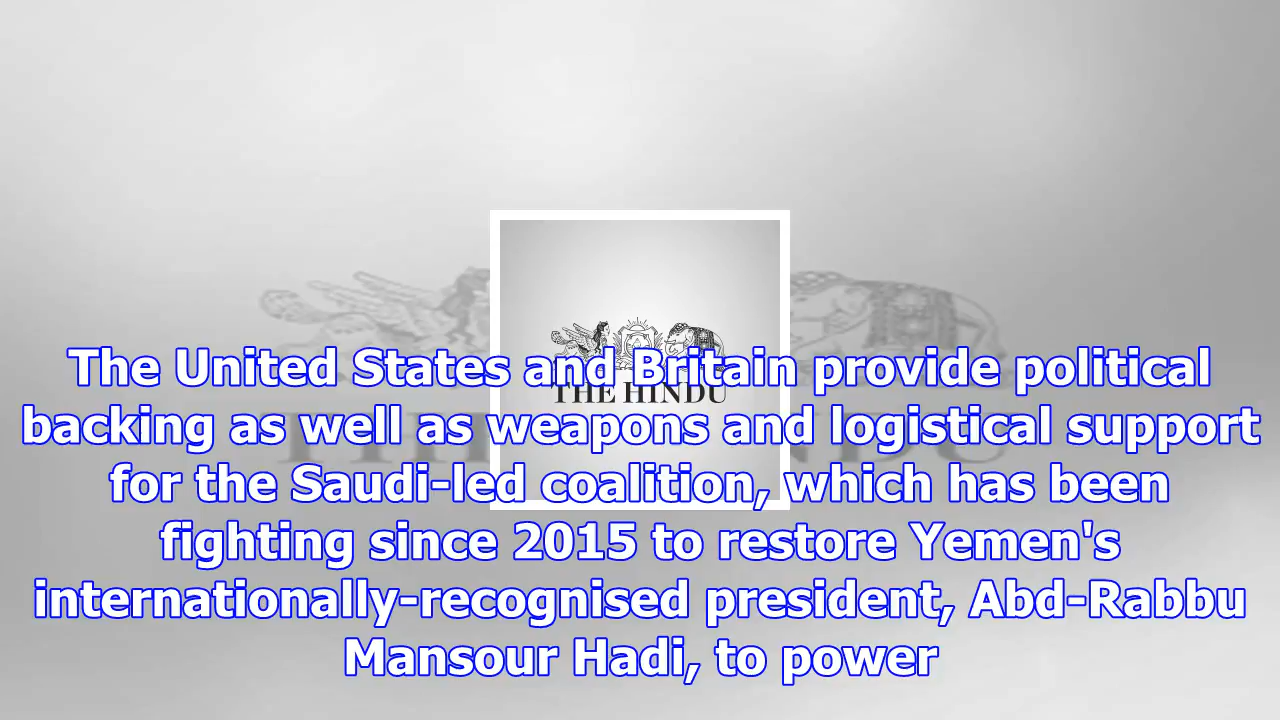 THE HINDU
The United States and Britain provide political
backing as well as weapons and logistical support
for the Saudi-led coalition, which has been
fighting since 2015 to restore Yemen's
internationally-recognised president, Abd-Rabbu
Mansour Hadi, to power